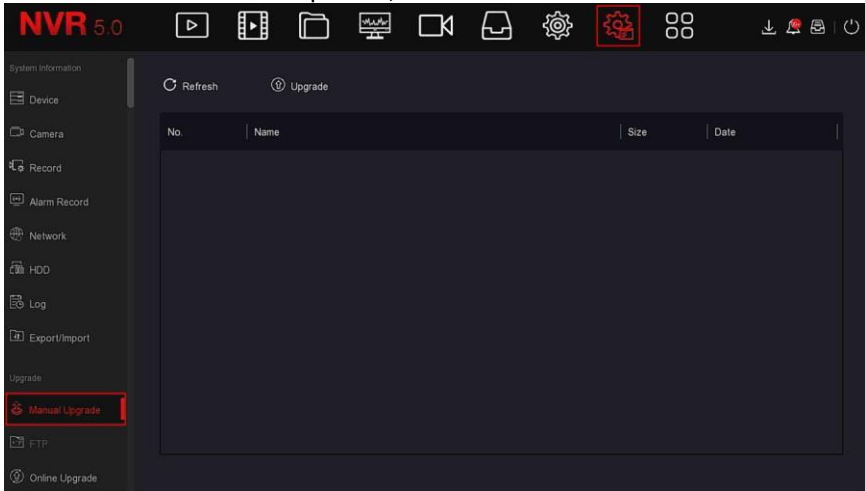 NVR 5.0
System Information
Device
Camera
Record
Alarm Record
Network
HDD
Log
Export/Import
Upgrade
Manual Upgrade
FTP
Online Upgrade
Refresh
Upgrade
No.
Name
Size
Date